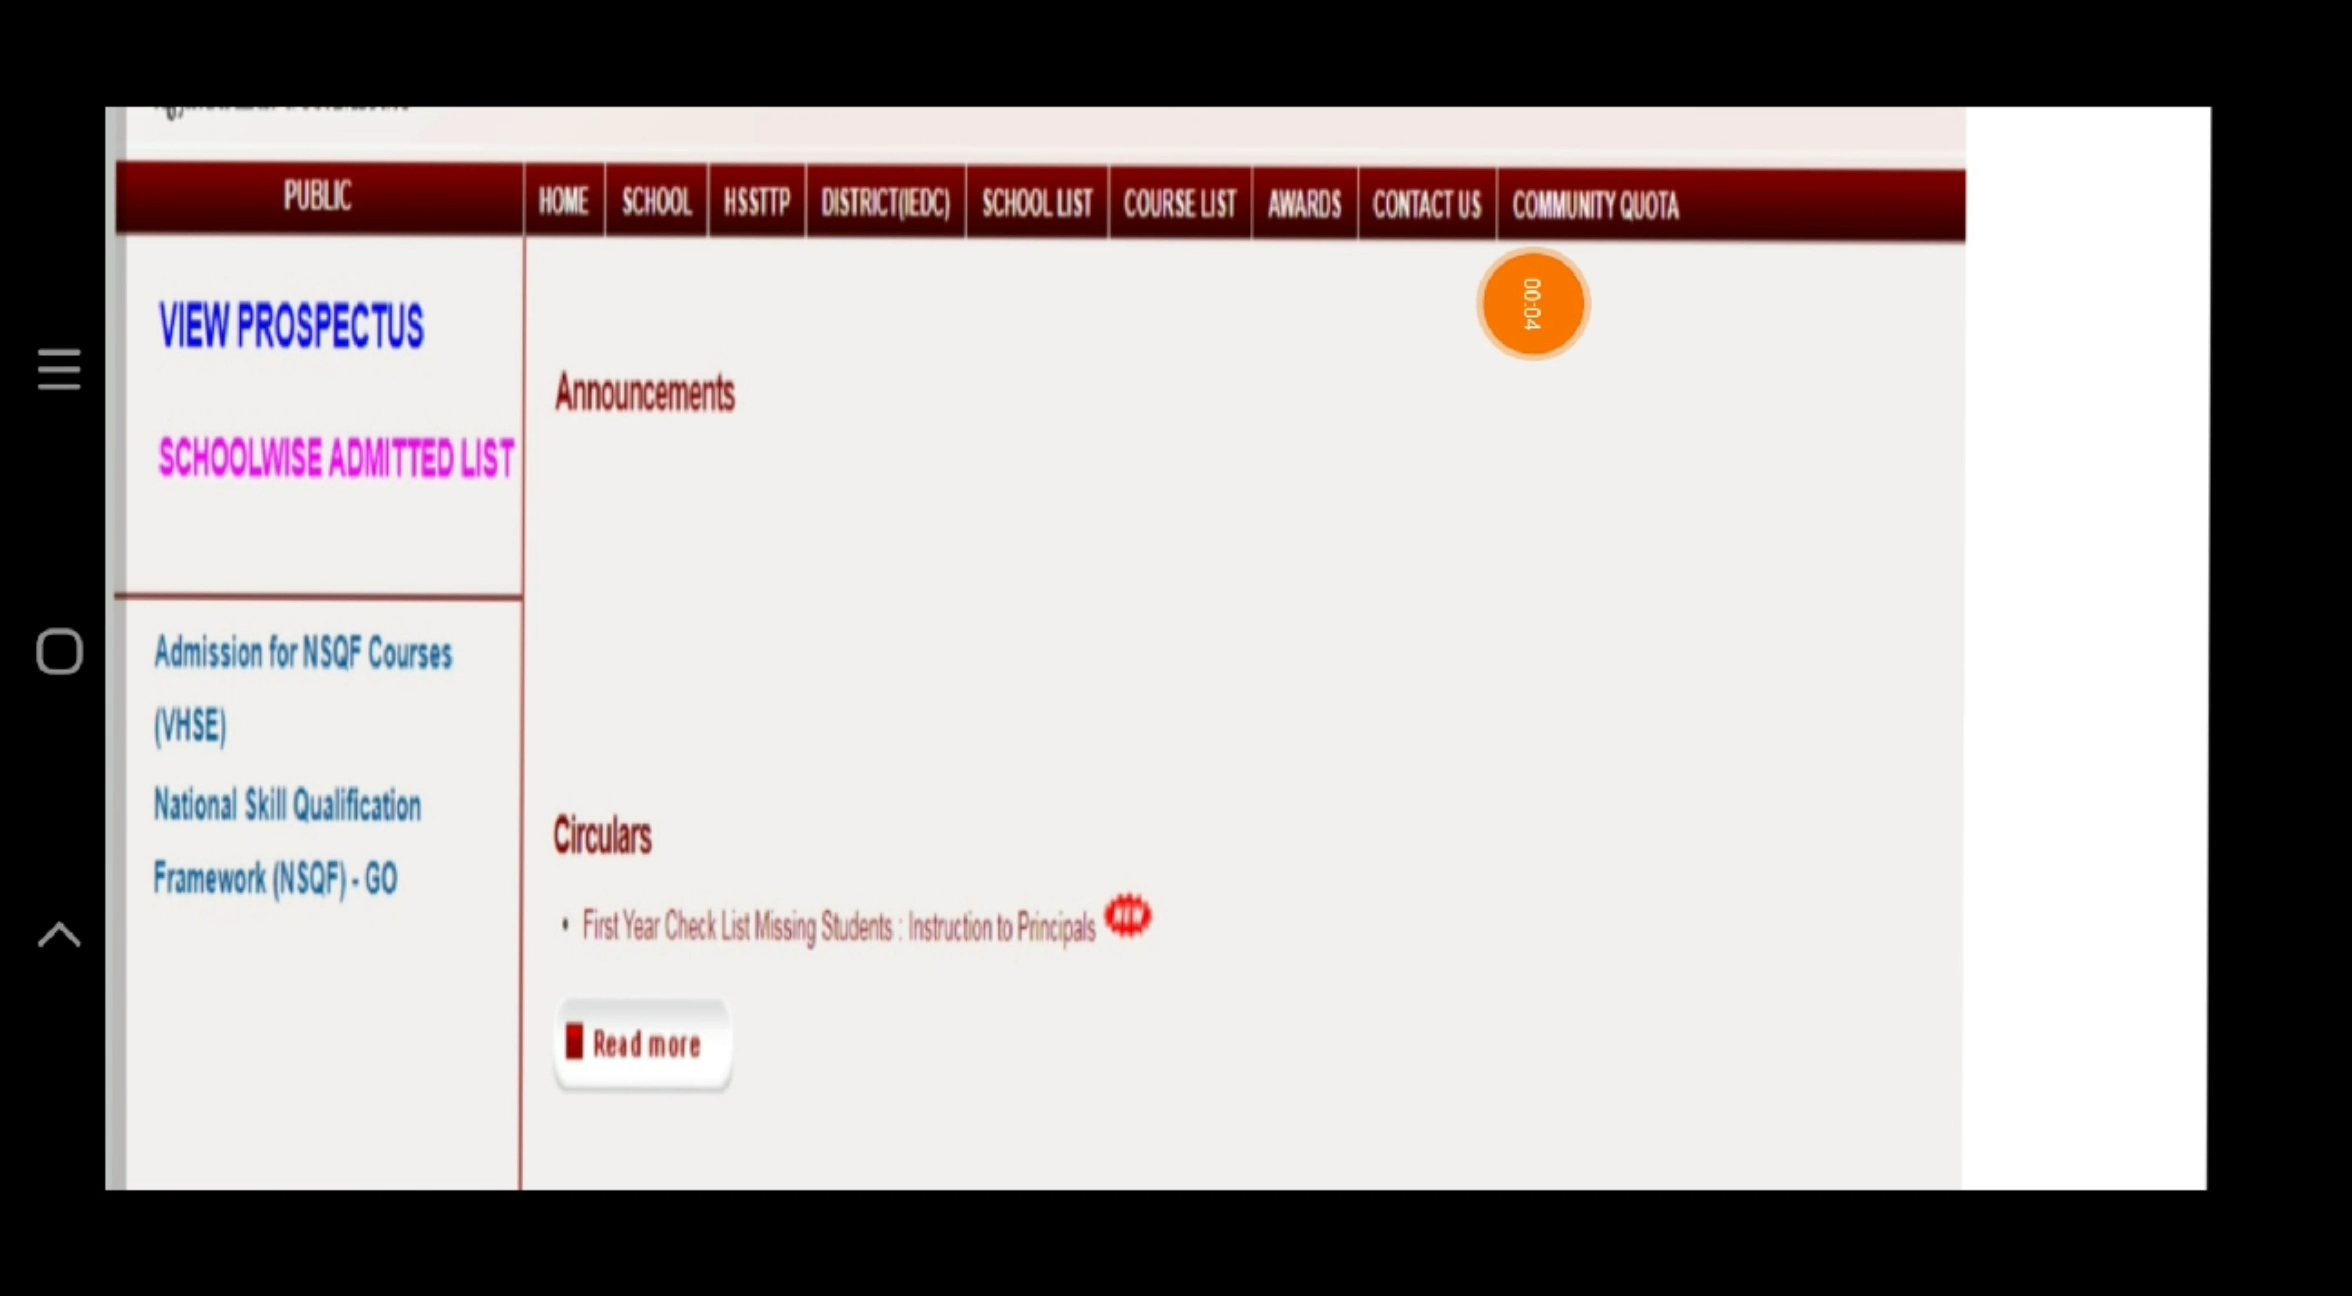 PUBLIC HOME SCHOOL HSSTTP DISTRICT(IEDC) SCHOOL LIST COURSE LIST AWARDS CONTACT US COMMUNITY QUOTA
VIEW PROSPECTUS
SCHOOLWISE ADMITTED LIST
Admission for NSQF Courses
(VHSE)
National Skill Qualification
Framework (NSQF) - GO
00:04
Announcements
Circulars
• First Year Check List Missing Students : Instruction to Principals NEW
Read more